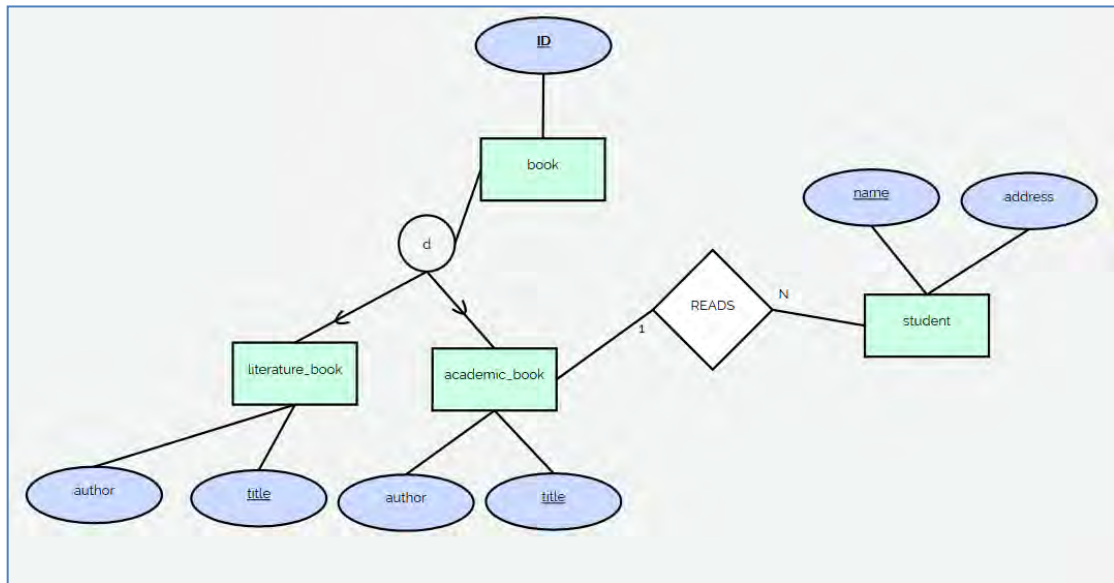 ID
book
name
address
d
READS
N
1
student
literature_book
academic_book
author
title
author
title